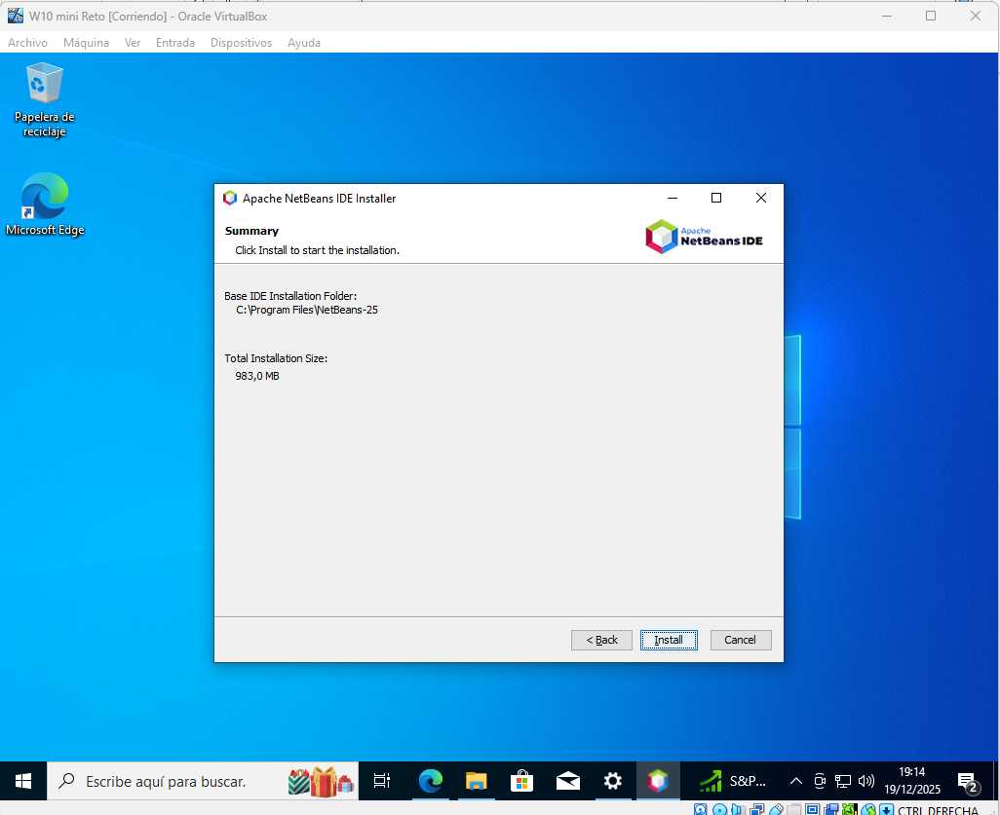 W10 mini Reto [Corriendo] - Oracle VirtualBox
Archivo Máquina Ver Entrada Dispositivos Ayuda
Papelera de
reciclaje
Microsoft Edge
Apache NetBeans IDE Installer
Summary
Click Install to start the installation.
Apache
NetBeans IDE
Base IDE Installation Folder:
C:\Program Files\NetBeans-25
Total Installation Size:
983,0 MB
< Back Install Cancel
Escribe aquí para buscar.
S&P...
19:14
19/12/2025
2
CTRL DERECHA